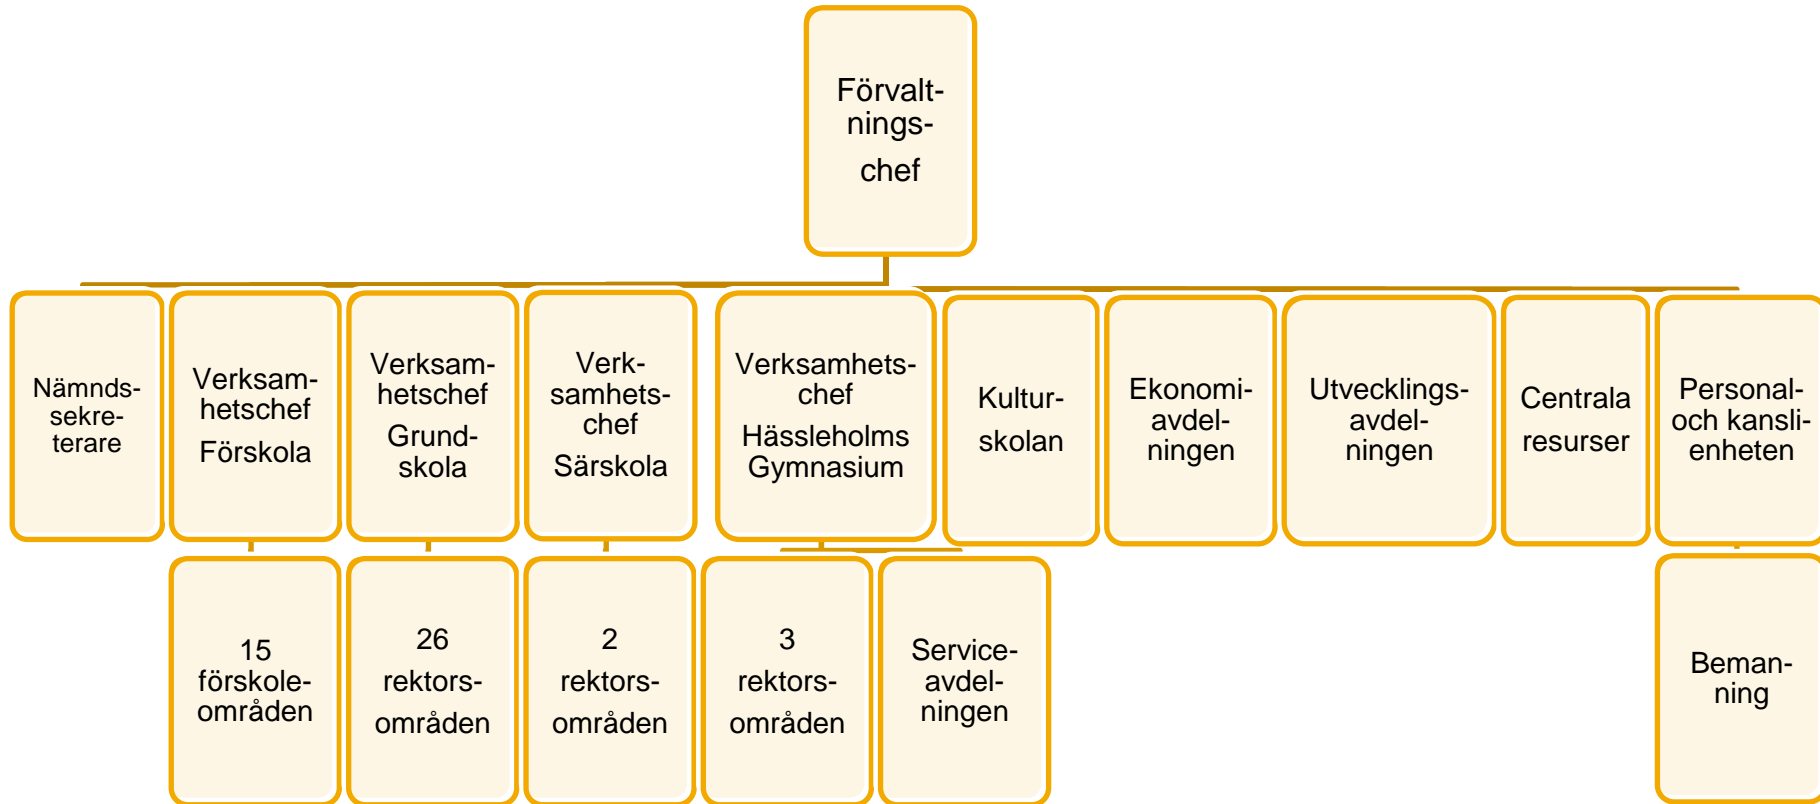 Förvalt-
nings-
chef
Nämnds-
sekre-
terare
Verksam-
hetschef
Förskola
Verksam-
hetschef
Grund-
skola
Verk-
samhets-
chef
Särskola
Verksamhets-
chef
Hässleholms
Gymnasium
Kultur-
skolan
Ekonomi-
avdel-
ningen
Utvecklings-
avdel-
ningen
Centrala
resurser
Personal-
och kansli-
enheten
15
förskole-
områden
26
rektors-
områden
2
rektors-
områden
3
rektors-
områden
Service-
avdel-
ningen
Beman-
ning